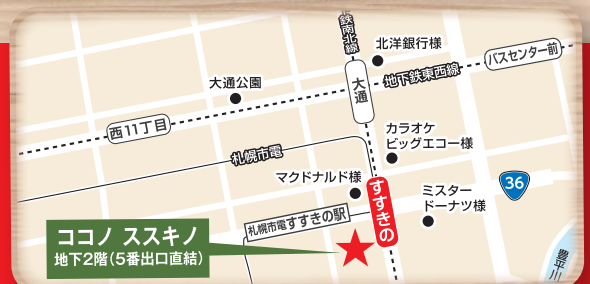 鉄南北線
北洋銀行様
バスセンター前
地下鉄東西線
大通公園
大通
西11丁目
カラオケ
ビッグエコー様
札幌市電
マクドナルド様
すすきの
ミスター
ドーナツ様
36
札幌市電すすきの駅
ココノ ススキノ
地下2階(5番出口直結)
豊平川